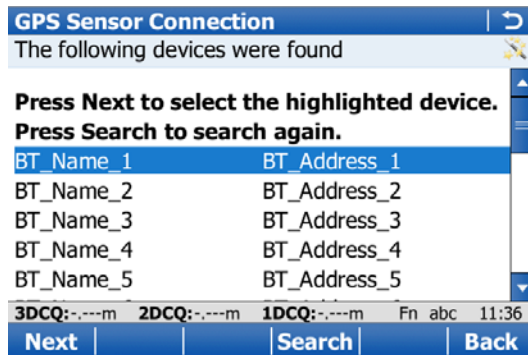 GPS Sensor Connection
The following devices were found
Press Next to select the highlighted device.
Press Search to search again.
BT_Name_1 BT_Address_1
BT_Name_2 BT_Address_2
BT_Name_3 BT_Address_3
BT_Name_4 BT_Address_4
BT_Name_5 BT_Address_5
3DCQ:-.---m 2DCQ:-.---m 1DCQ:-.---m Fn abc 11:36
Next Search Back